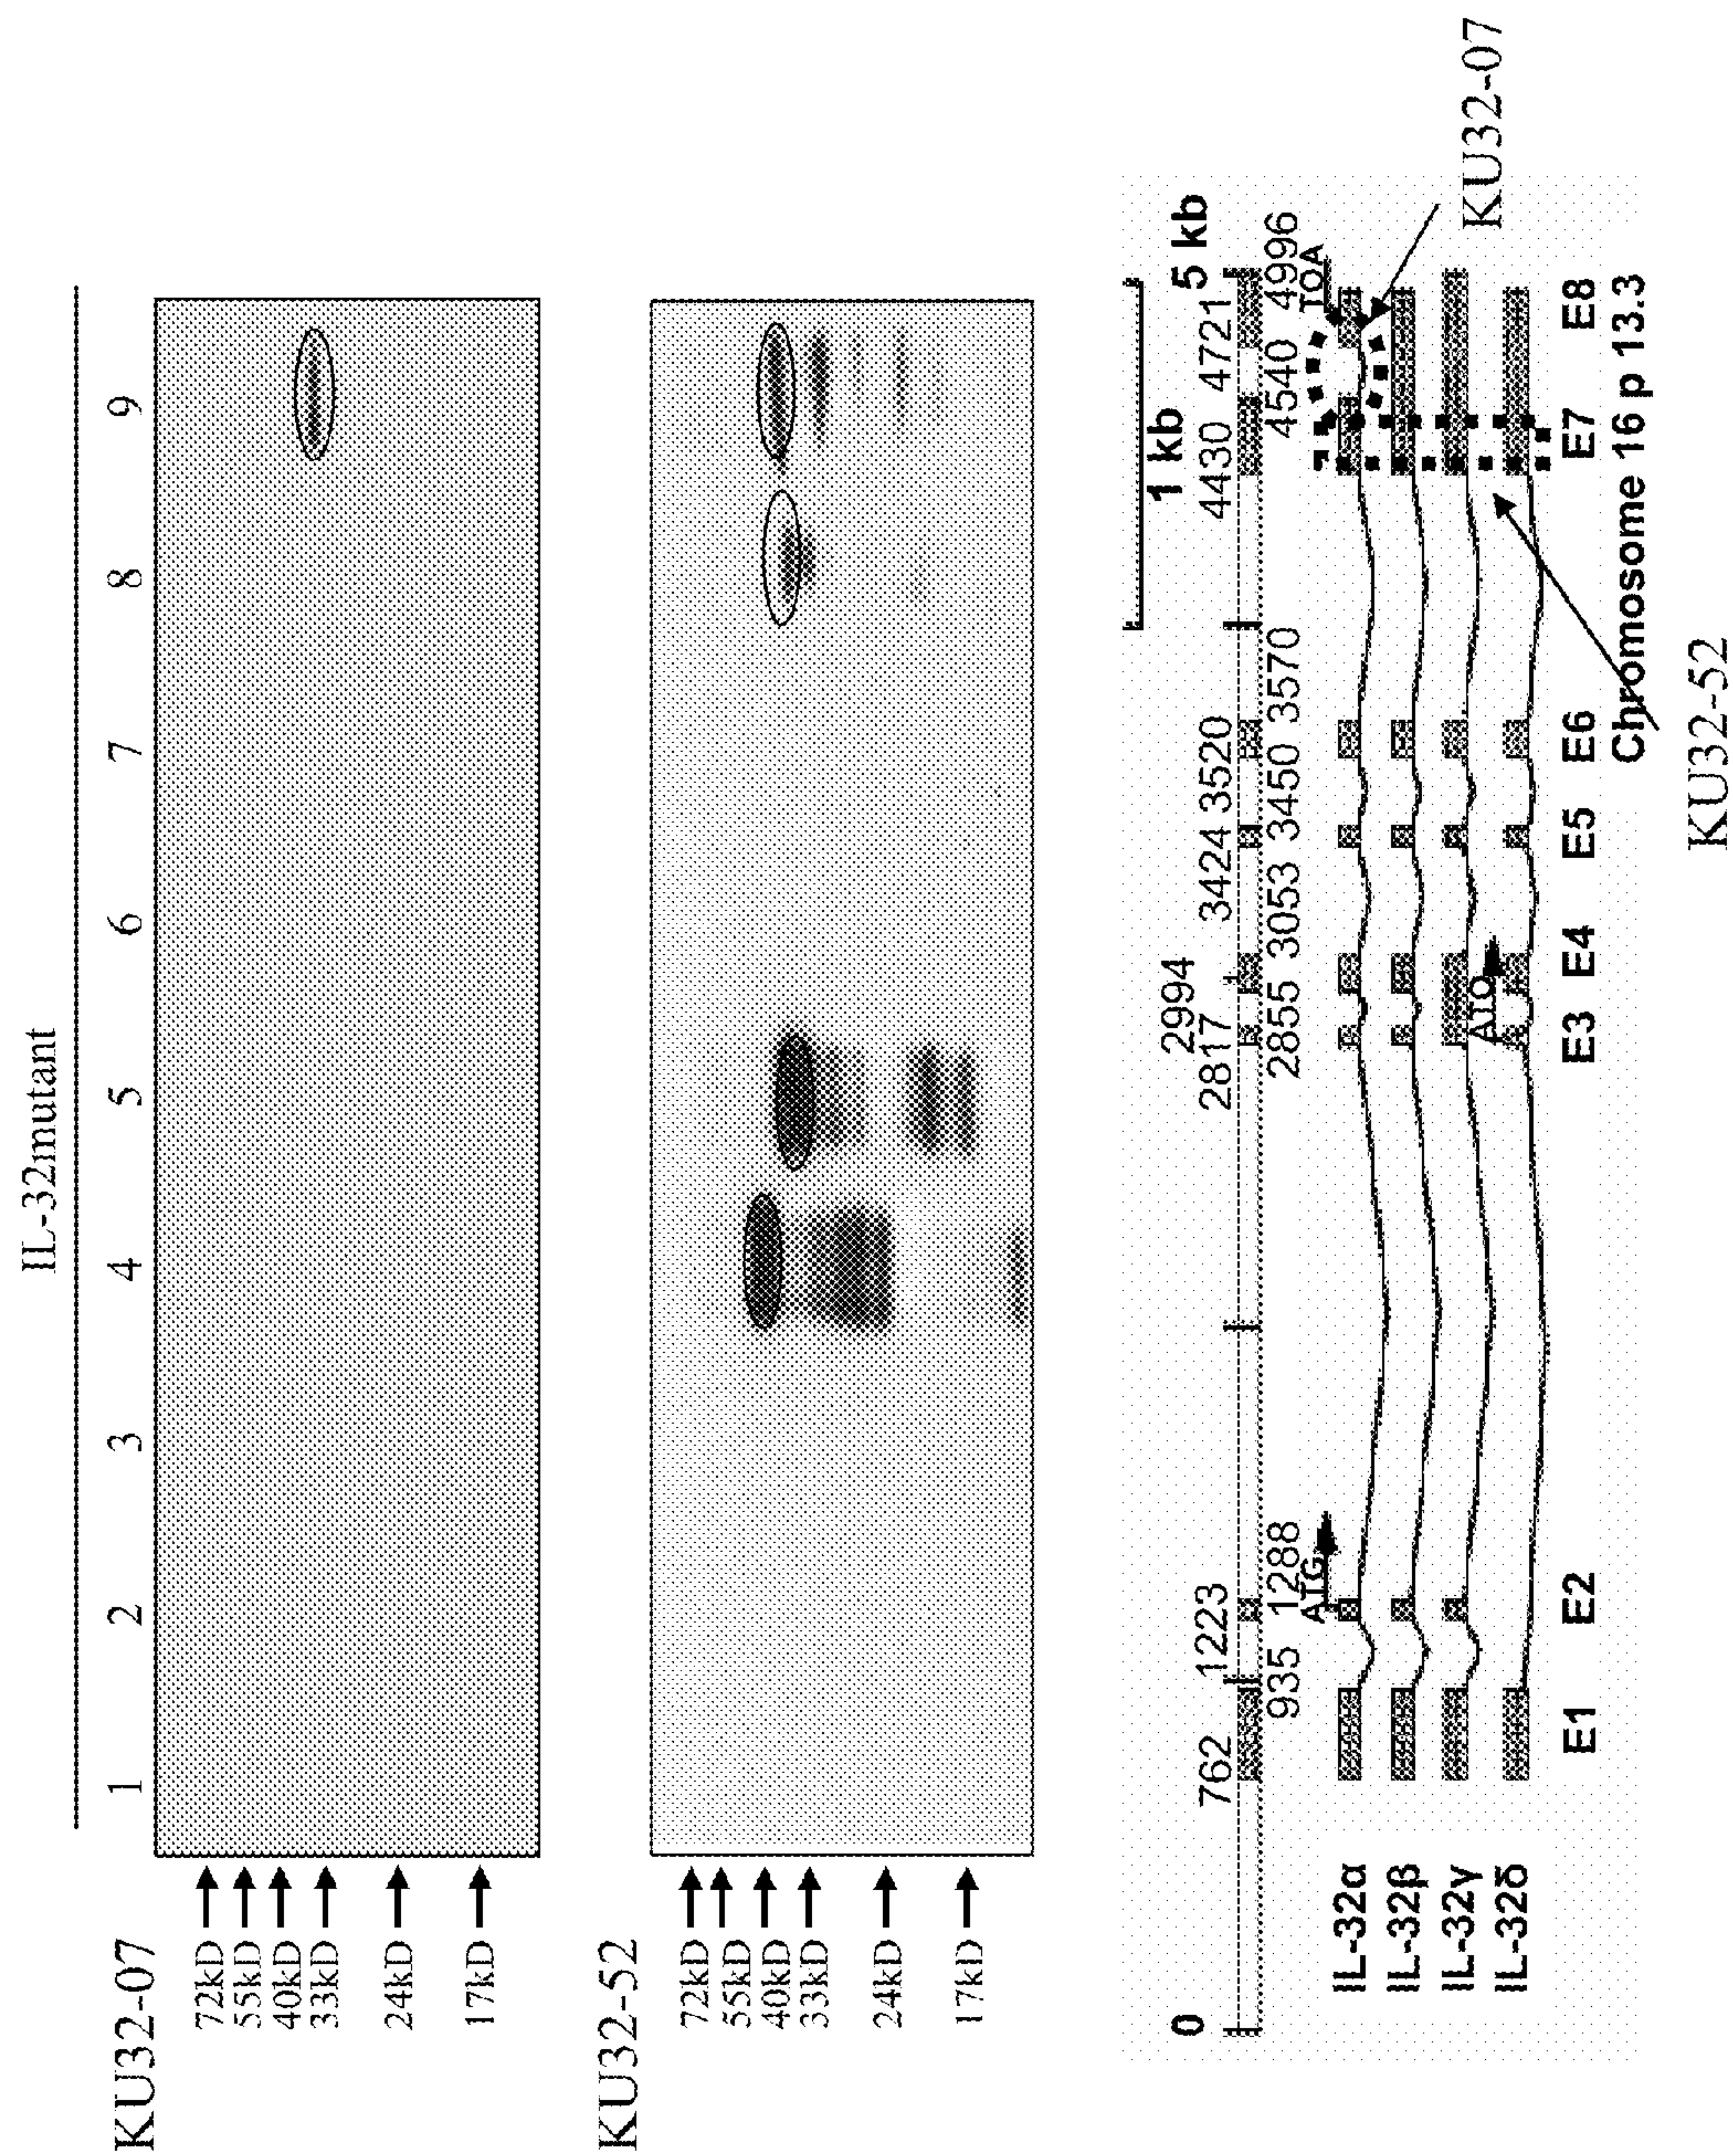 IL-32mutant
1 2 3 4 5 6 7 8 9
KU32-07
72kD
55kD
40kD
33kD
24kD
17kD
KU32-52
72kD
55kD
40kD
33kD
24kD
17kD
1 kb
0 5 kb
2994
762 1223 2817 3424 3520 4430 4721
935 1288 2855 3053 3450 3570 4540 4996
ATG TOA
IL-32α
IL-32β
IL-32γ
ATO
IL-32δ
E1 E2 E3 E4 E5 E6 E7 E8
Chromosome 16 p 13.3
KU32-07
KU32-52